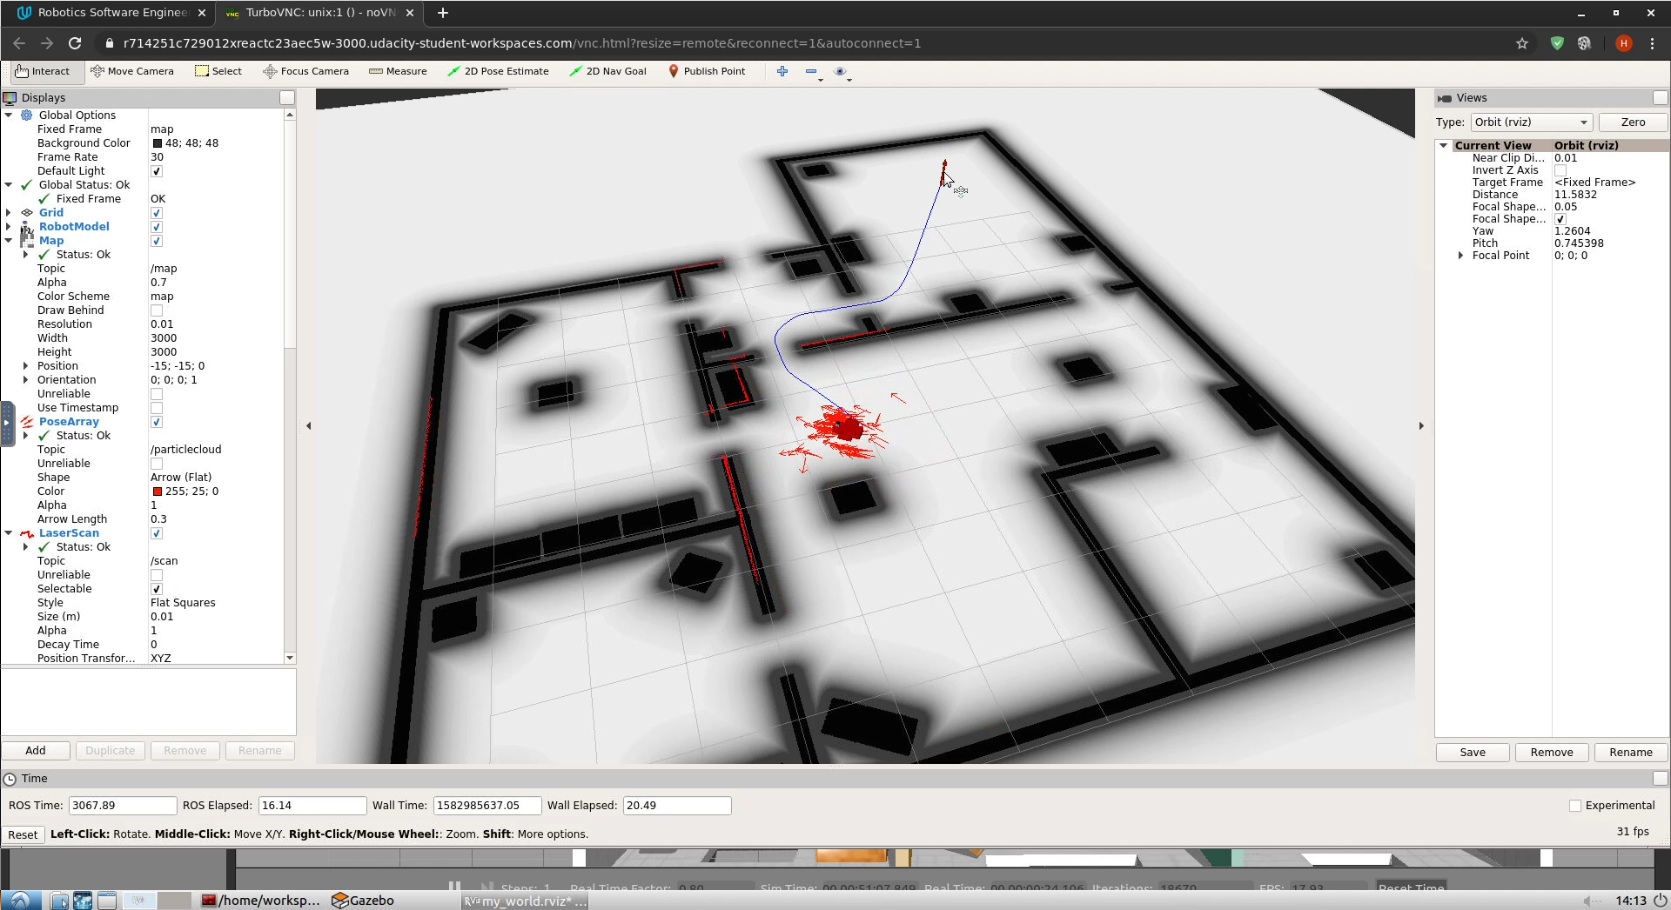 Robotics Software Enginee
TurboVNC: unix:1 () - noVN
r714251c729012xreactc23aec5w-3000.udacity-student-workspaces.com/vnc.html?resize=remote&reconnect=1&autoconnect=1
H
Interact Move Camera Select Focus Camera Measure 2D Pose Estimate 2D Nav Goal Publish Point
Displays
Global Options
Fixed Frame map
Background Color 48; 48; 48
Frame Rate 30
Default Light
Global Status: Ok
Fixed Frame OK
Grid
RobotModel
Map
Status: Ok
Topic /map
Alpha 0.7
Color Scheme map
Draw Behind
Resolution 0.01
Width 3000
Height 3000
Position -15; -15; 0
Orientation 0; 0; 0; 1
Unreliable
Use Timestamp
PoseArray
Status: Ok
Topic /particlecloud
Unreliable
Shape Arrow (Flat)
Color 255; 25; 0
Alpha 1
Arrow Length 0.3
LaserScan
Status: Ok
Topic /scan
Unreliable
Selectable
Style Flat Squares
Size (m) 0.01
Alpha 1
Decay Time 0
Position Transfor... XYZ
Add Duplicate Remove Rename
Views
Type: Orbit (rviz) Zero
Current View Orbit (rviz)
Near Clip Di... 0.01
Invert Z Axis
Target Frame <Fixed Frame>
Distance 11.5832
Focal Shape... 0.05
Focal Shape...
Yaw 1.2604
Pitch 0.745398
Focal Point 0; 0; 0
Save Remove Rename
Time
ROS Time: 3067.89 ROS Elapsed: 16.14 Wall Time: 1582985637.05 Wall Elapsed: 20.49 Experimental
Reset Left-Click: Rotate. Middle-Click: Move X/Y. Right-Click/Mouse Wheel:: Zoom. Shift: More options. 31 fps
Steps: 1 Real Time Factor: 0.80 Sim Time: 00 00:51:07.849 Real Time: 00 00:00:24.106 Iterations: 18670 FPS: 17.93 Reset Time
/home/worksp... Gazebo my_world.rviz* ... 14:13